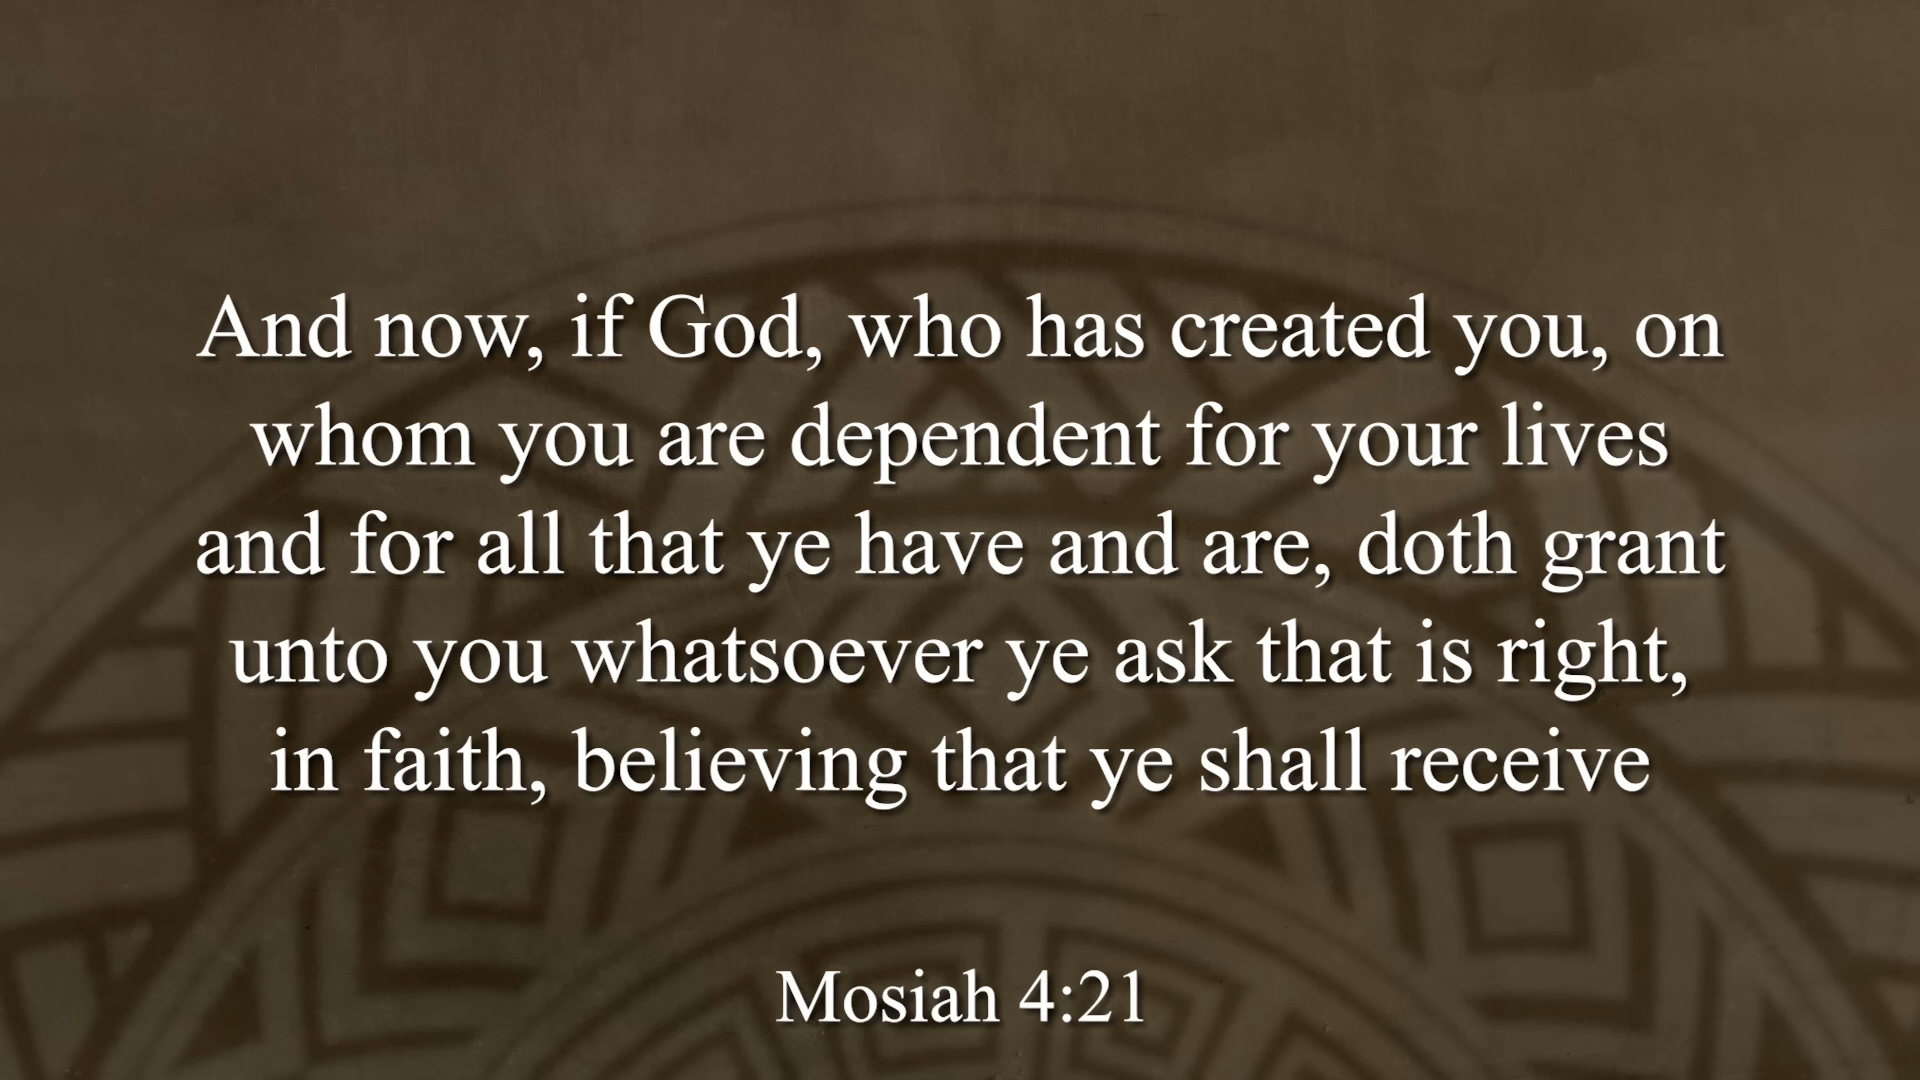 And now, if God, who has created you, on
whom you are dependent for your lives
and for all that ye have and are, doth grant
unto you whatsoever ye ask that is right,
in faith, believing that ye shall receive
Mosiah 4:21